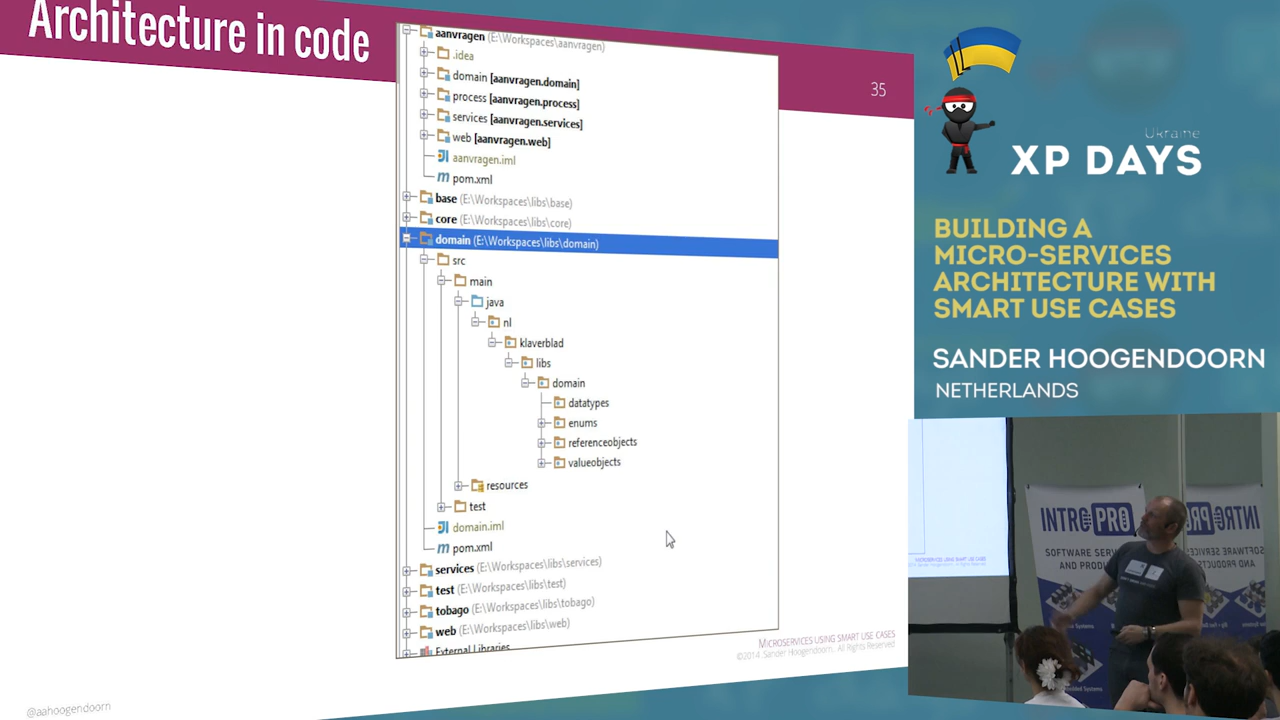 Architecture in code
35
aanvragen (E:\Workspaces\aanvragen)
.idea
domain [aanvragen.domain]
process [aanvragen.process]
services [aanvragen.services]
web [aanvragen.web]
aanvragen.iml
pom.xml
base (E:\Workspaces\libs\base)
core (E:\Workspaces\libs\core)
domain (E:\Workspaces\libs\domain)
src
main
java
nl
klaverblad
libs
domain
datatypes
enums
referenceobjects
valueobjects
resources
test
domain.iml
pom.xml
services (E:\Workspaces\libs\services)
test (E:\Workspaces\libs\test)
tobago (E:\Workspaces\libs\tobago)
web (E:\Workspaces\libs\web)
External Libraries
MICROSERVICES USING SMART USE CASES
©2014 Sander Hoogendoorn. All Rights Reserved
@aahoogendoorn
Ukraine
XP DAYS
BUILDING A
MICRO-SERVICES
ARCHITECTURE WITH
SMART USE CASES
SANDER HOOGENDOORN
NETHERLANDS
INTRO PRO
SOFTWARE
AND